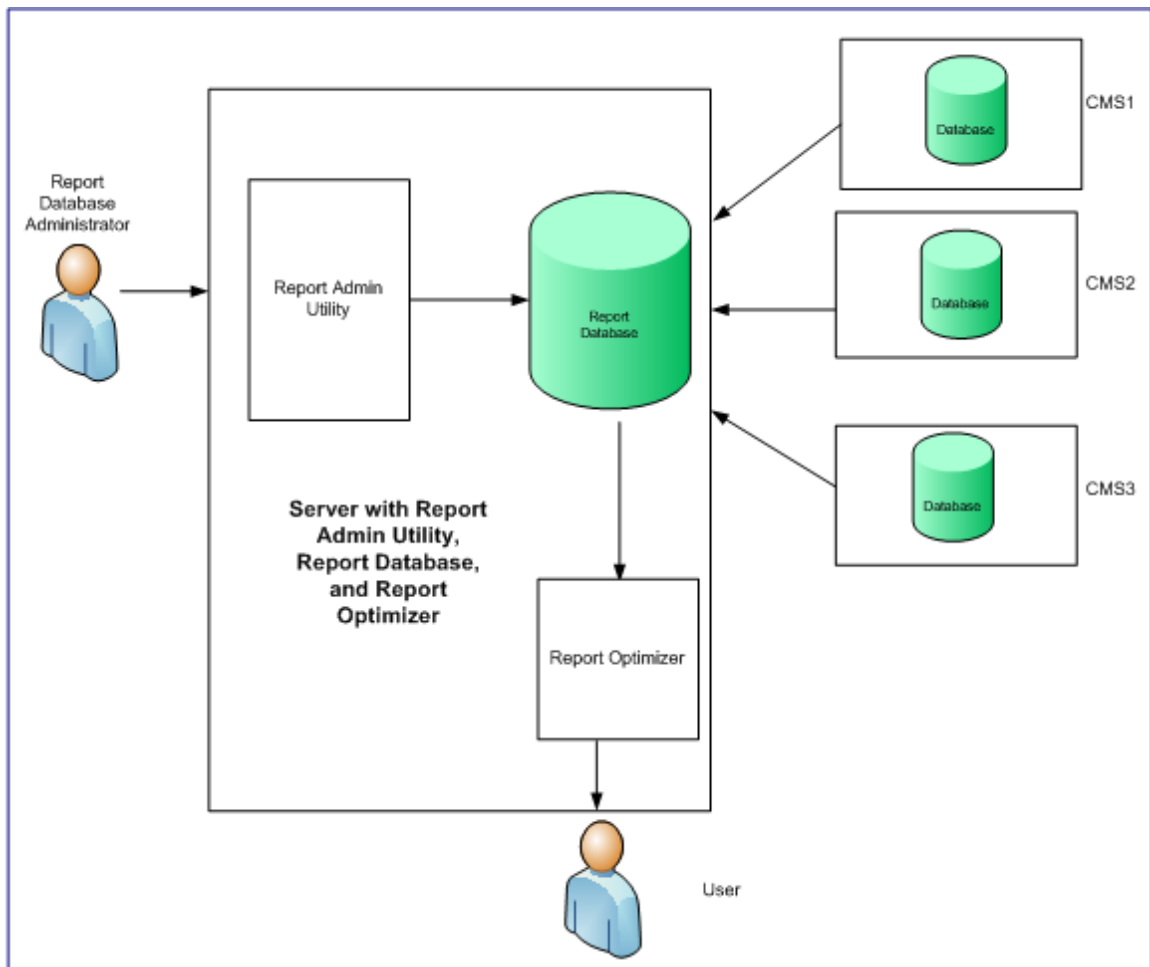 Report
Database
Administrator
Report Admin
Utility
Report
Database
Server with Report
Admin Utility,
Report Database,
and Report
Optimizer
Report Optimizer
User
Database
CMS1
Database
CMS2
Database
CMS3